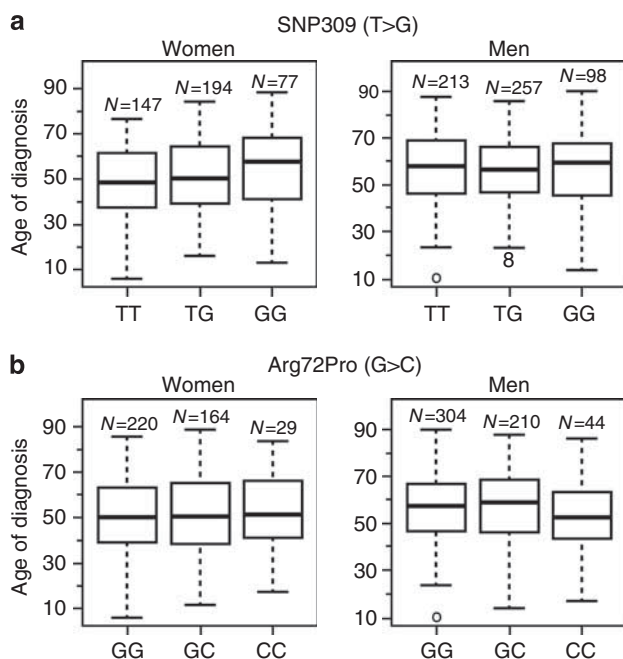 a
SNP309 (T>G)
Women
Men
Age of diagnosis
90
70
50
30
10
N=147
N=194
N=77
TT
TG
GG
90
70
50
30
10
N=213
N=257
N=98
8
TT
TG
GG
b
Arg72Pro (G>C)
Women
Men
Age of diagnosis
90
70
50
30
10
N=220
N=164
N=29
GG
GC
CC
90
70
50
30
10
N=304
N=210
N=44
GG
GC
CC